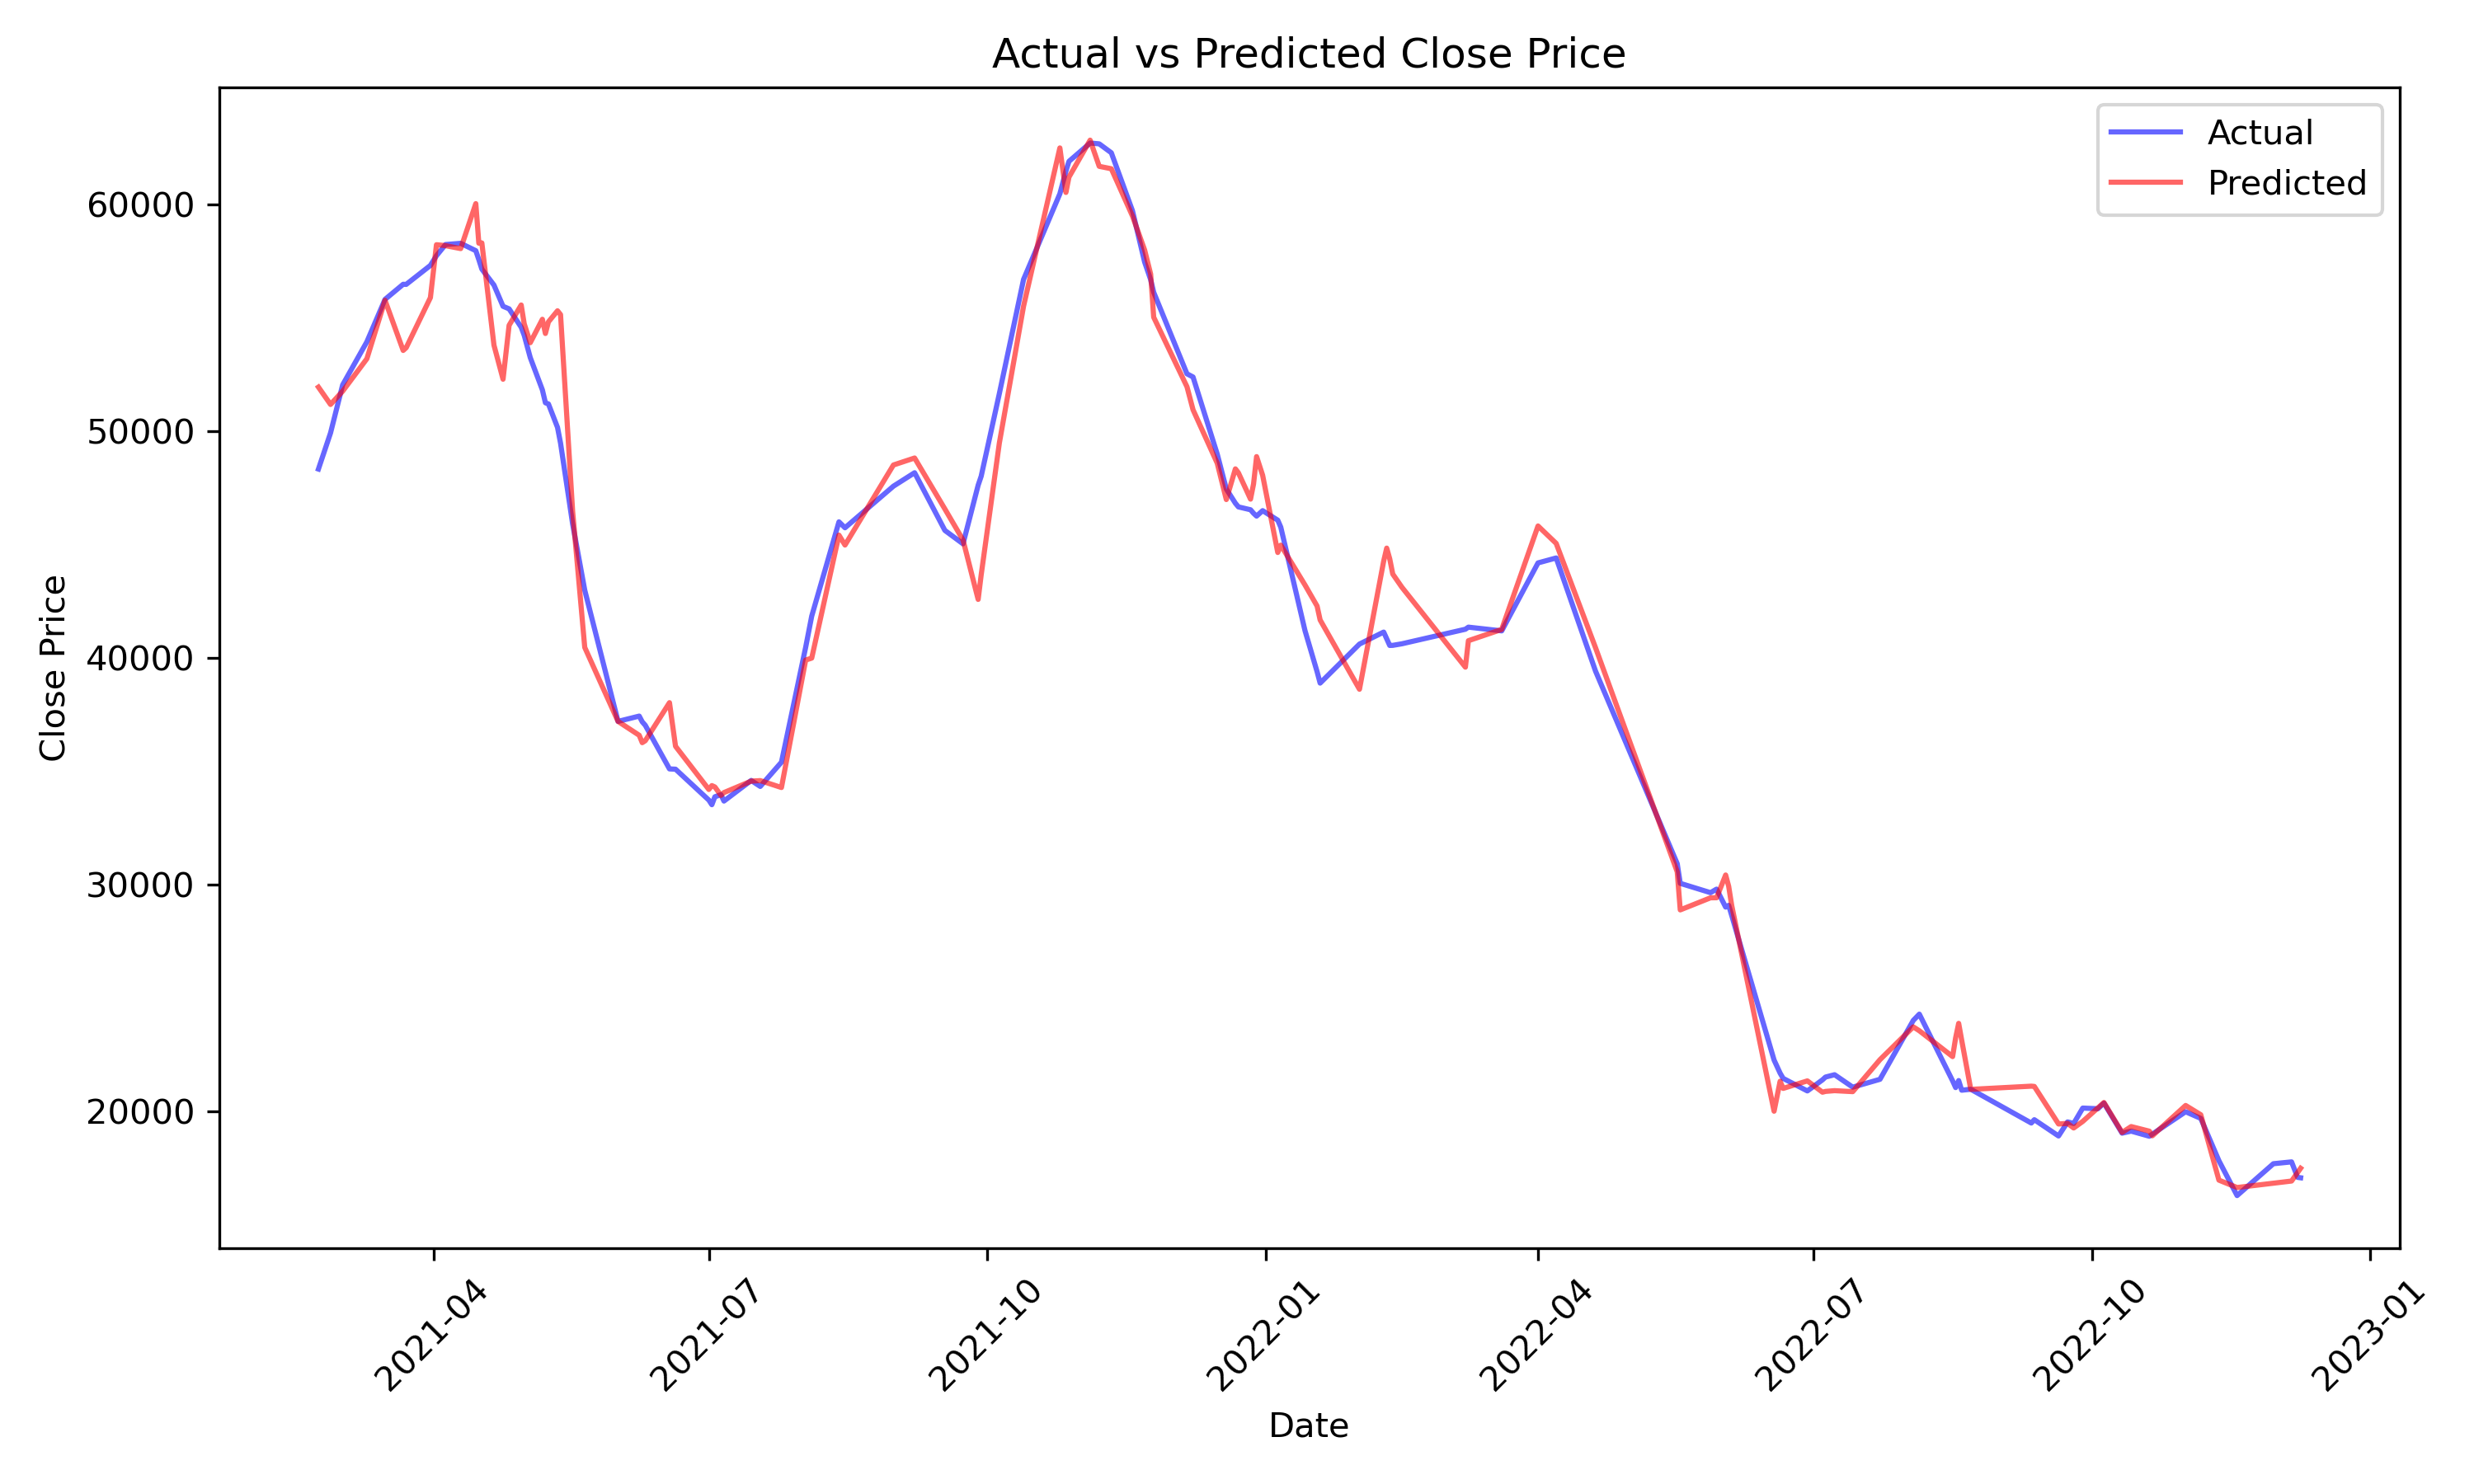 Actual vs Predicted Close Price
Actual
Predicted
Close Price
60000
50000
40000
30000
20000
2021-04
2021-07
2021-10
2022-01
2022-04
2022-07
2022-10
2023-01
Date